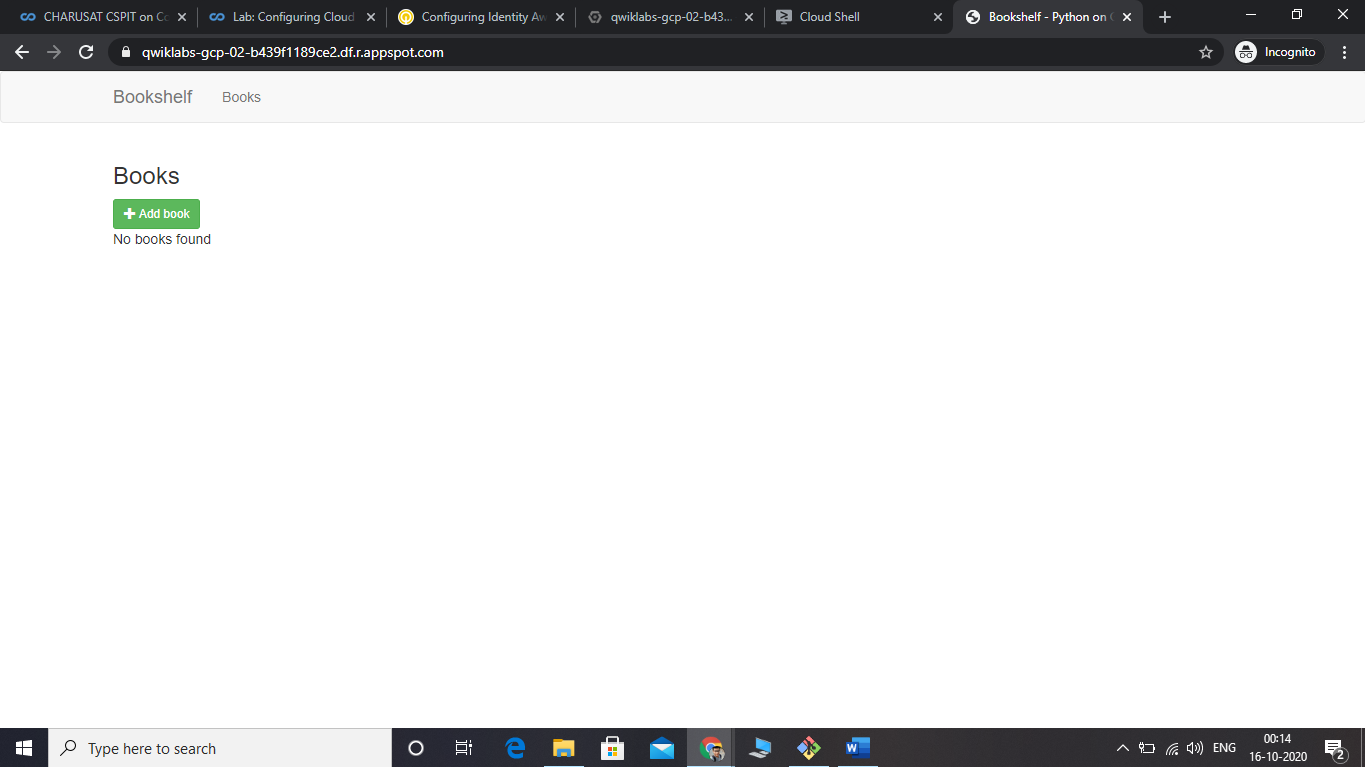 CHARUSAT CSPIT on Co
Lab: Configuring Cloud
Configuring Identity Aw
qwiklabs-gcp-02-b43...
Cloud Shell
Bookshelf - Python on G
qwiklabs-gcp-02-b439f1189ce2.df.r.appspot.com
Incognito
Bookshelf
Books
Books
Add book
No books found
Type here to search
ENG
00:14
16-10-2020
2